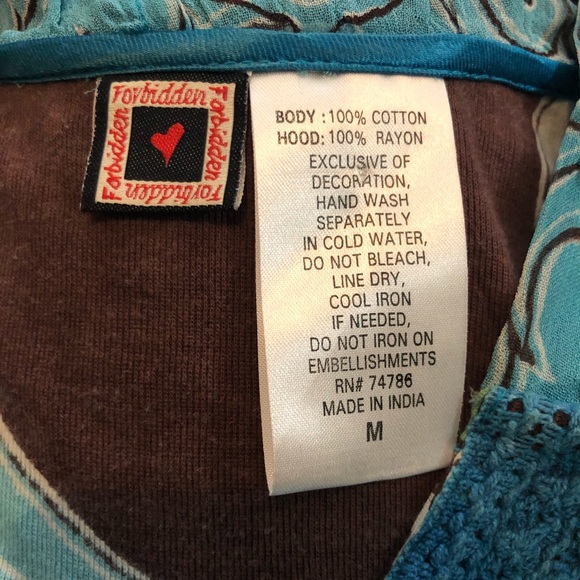 Forbidden
Forbidden
Forbidden
Forbidden
BODY : 100% COTTON
HOOD: 100% RAYON
EXCLUSIVE OF
DECORATION,
HAND WASH
SEPARATELY
IN COLD WATER,
DO NOT BLEACH,
LINE DRY,
COOL IRON
IF NEEDED,
DO NOT IRON ON
EMBELLISHMENTS
RN# 74786
MADE IN INDIA
M